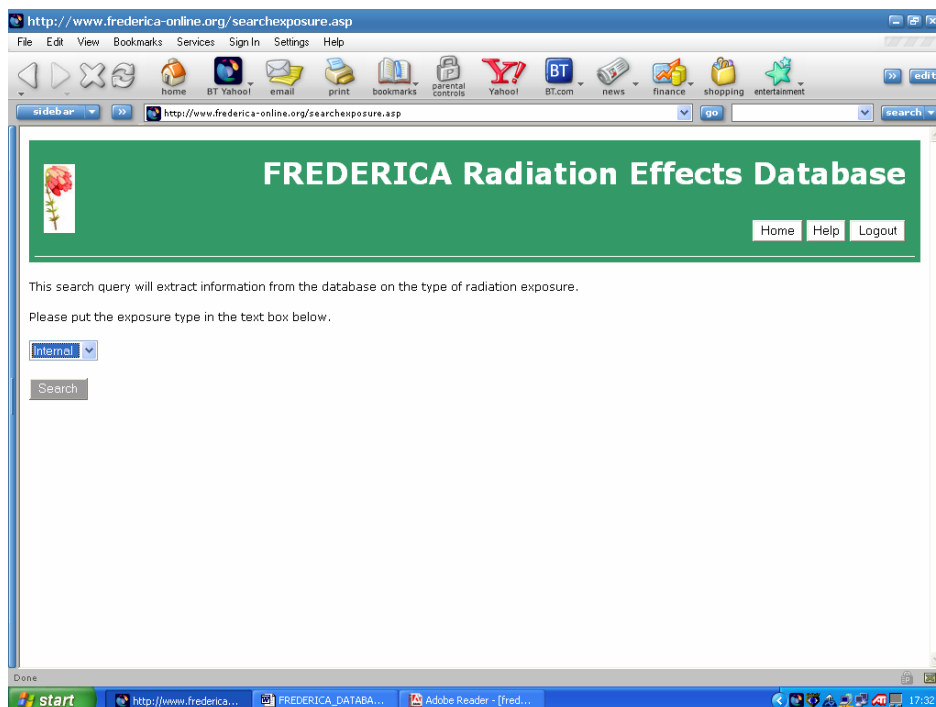 http://www.frederica-online.org/searchexposure.asp
File Edit View Bookmarks Services Sign In Settings Help
home BT Yahoo! email print bookmarks parental controls Yahoo! BT.com news finance shopping entertainment edit
Y!
BT
sidebar http://www.frederica-online.org/searchexposure.asp go search
FREDERICA Radiation Effects Database
Home Help Logout
This search query will extract information from the database on the type of radiation exposure.
Please put the exposure type in the text box below.
Internal
Search
Done
start http://www.frederica... FREDERICA_DATABA... Adobe Reader - [fred... 17:32